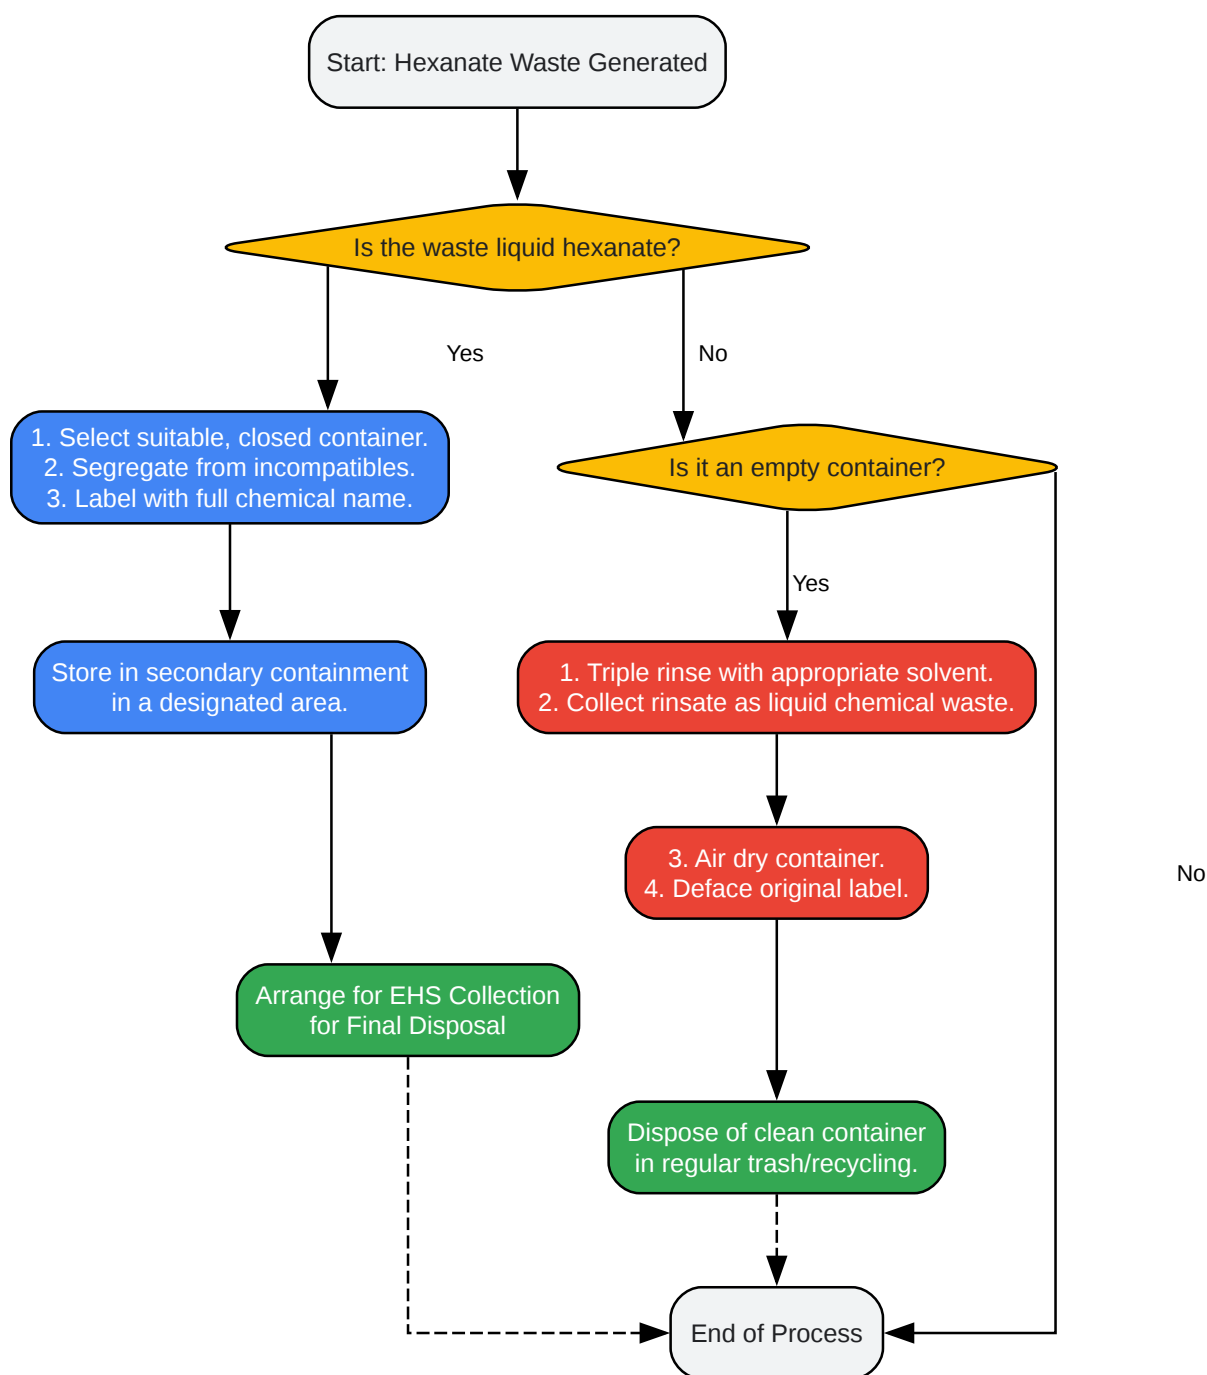 Start: Hexanate Waste Generated
Is the waste liquid hexanate?
Yes
No
1. Select suitable, closed container.
2. Segregate from incompatibles.
3. Label with full chemical name.
Is it an empty container?
Yes
Store in secondary containment
in a designated area.
1. Triple rinse with appropriate solvent.
2. Collect rinsate as liquid chemical waste.
3. Air dry container.
4. Deface original label.
No
Arrange for EHS Collection
for Final Disposal
Dispose of clean container
in regular trash/recycling.
End of Process